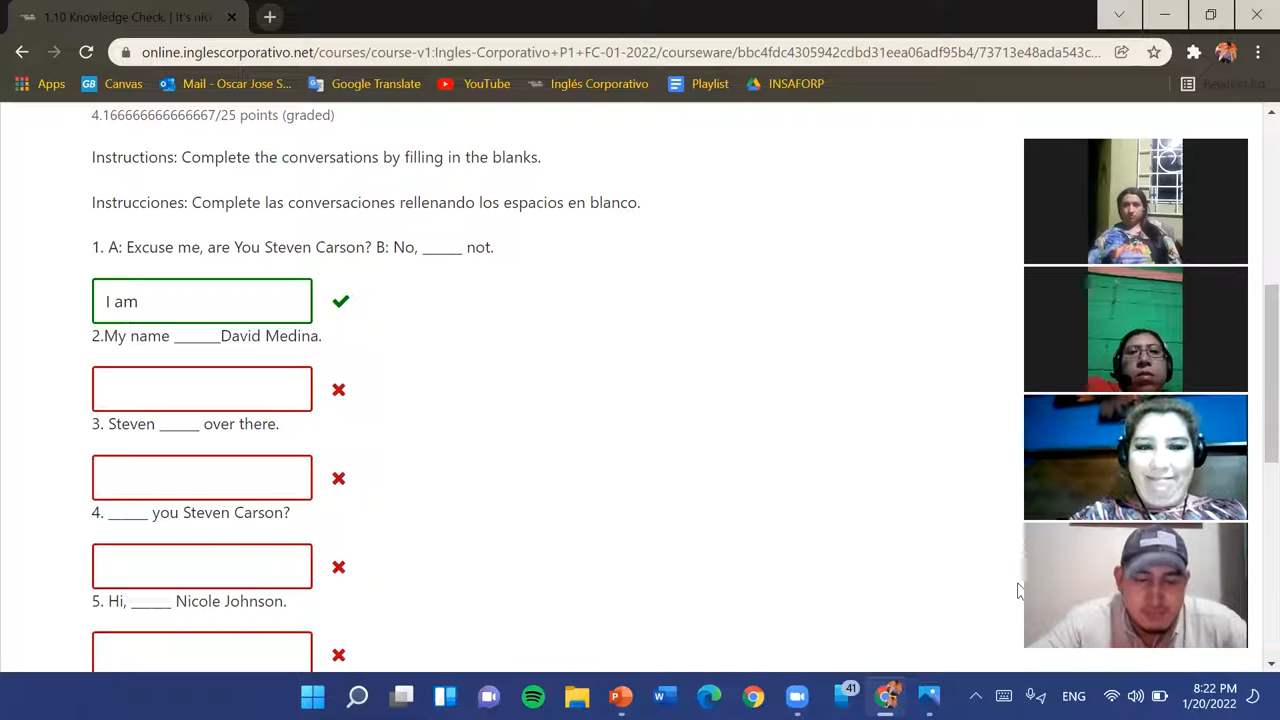 1.10 Knowledge Check. | It's nic
online.inglescorporativo.net/courses/course-v1:Ingles-Corporativo+P1+FC-01-2022/courseware/bbc4fdc4305942cdbd31eea06adf95b4/73713e48ada543c...
Apps Canvas Mail - Oscar Jose S... Google Translate YouTube Inglés Corporativo Playlist INSAFORP Reading list
4.166666666666667/25 points (graded)
Instructions: Complete the conversations by filling in the blanks.
Instrucciones: Complete las conversaciones rellenando los espacios en blanco.
1. A: Excuse me, are You Steven Carson? B: No, _____ not.
I am
2.My name ______David Medina.
3. Steven _____ over there.
4. _____ you Steven Carson?
5. Hi, _____ Nicole Johnson.
41
ENG
8:22 PM
1/20/2022